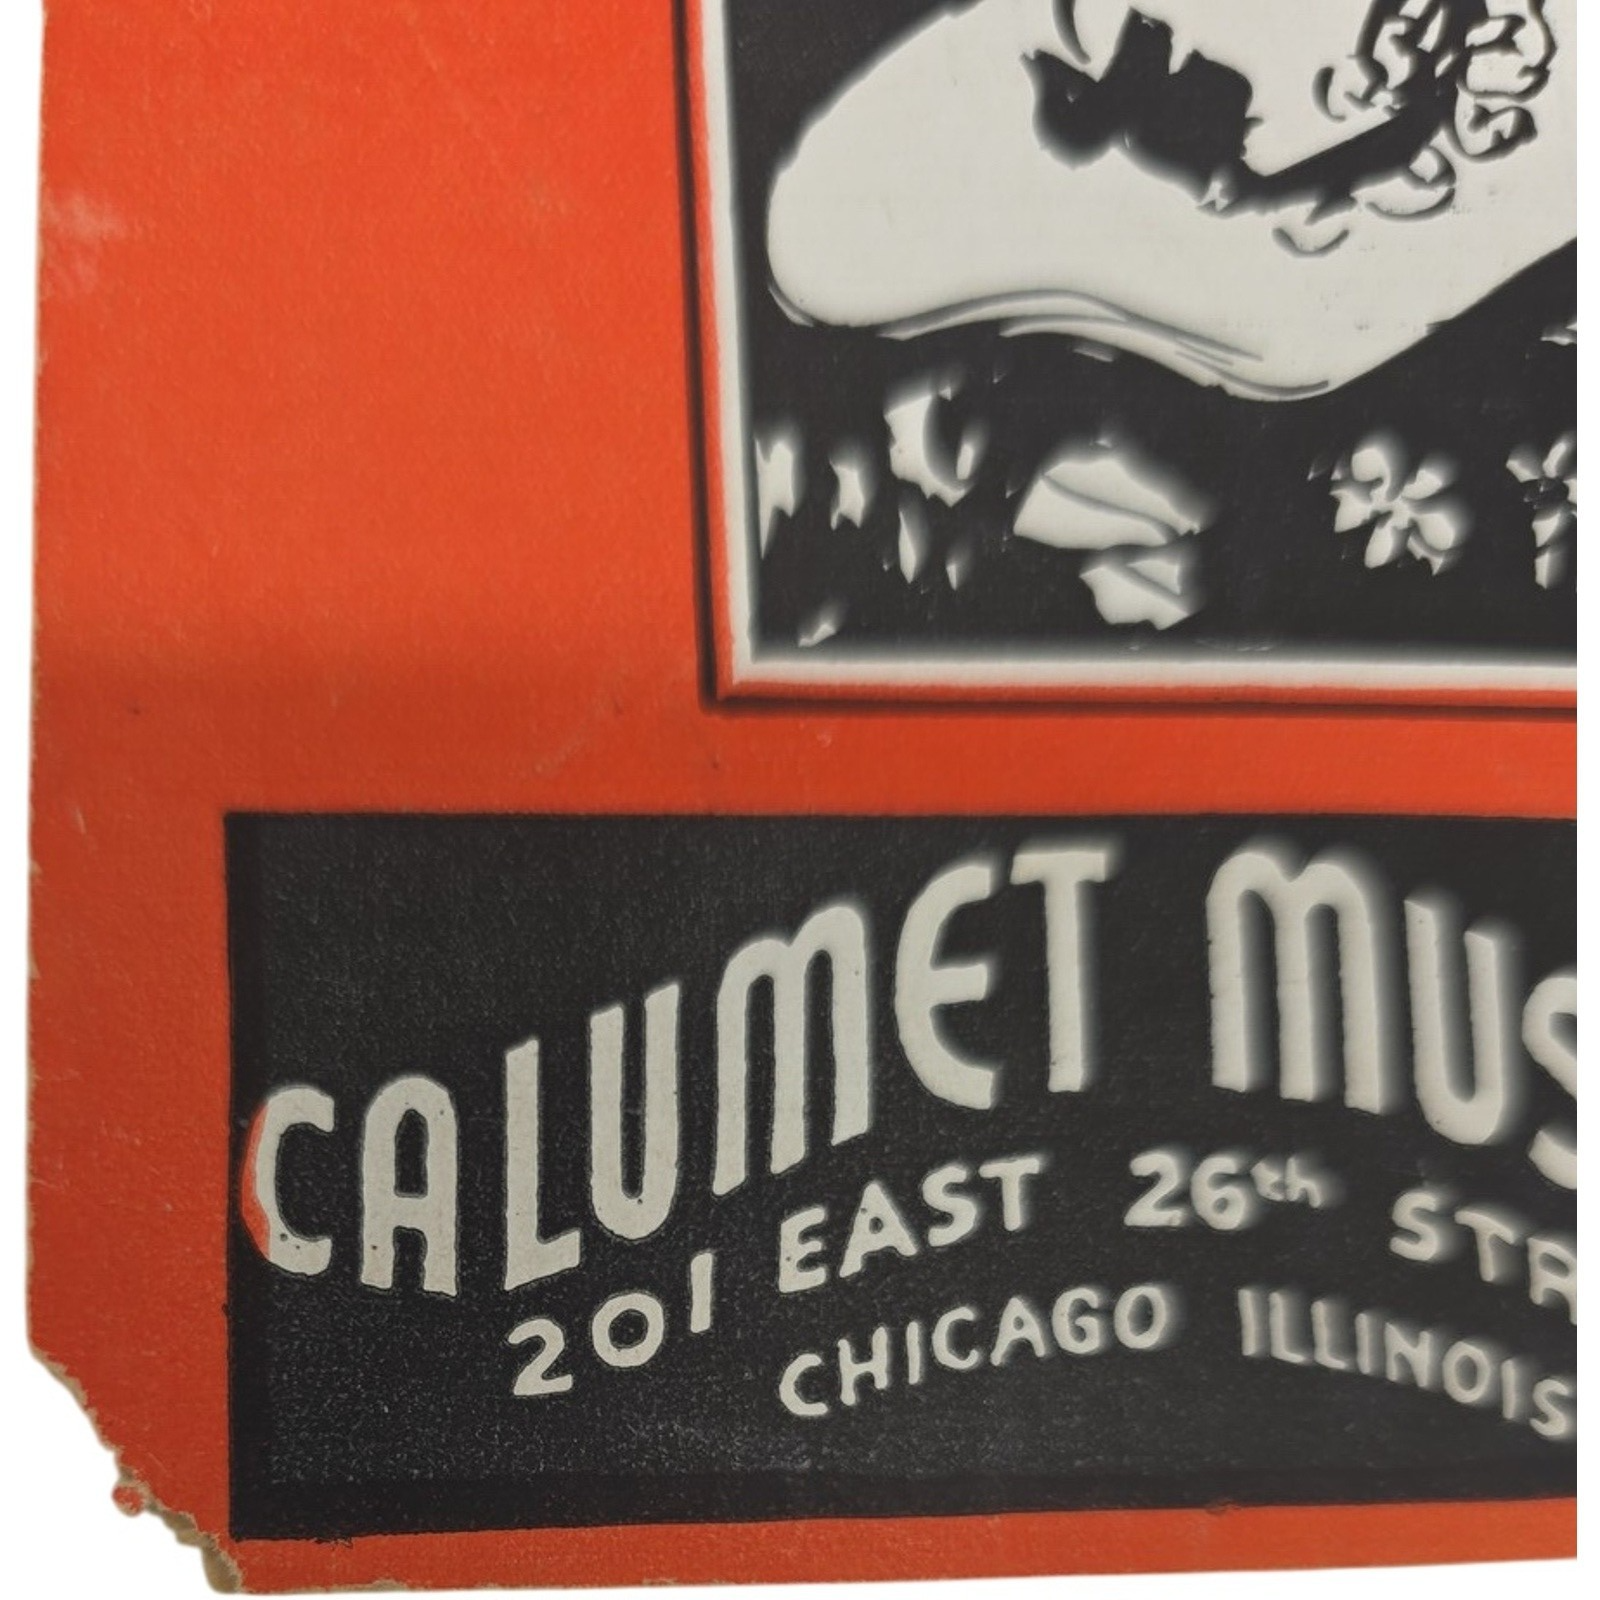 CALUMET MUS
201 EAST 26th STR
CHICAGO ILLINOIS